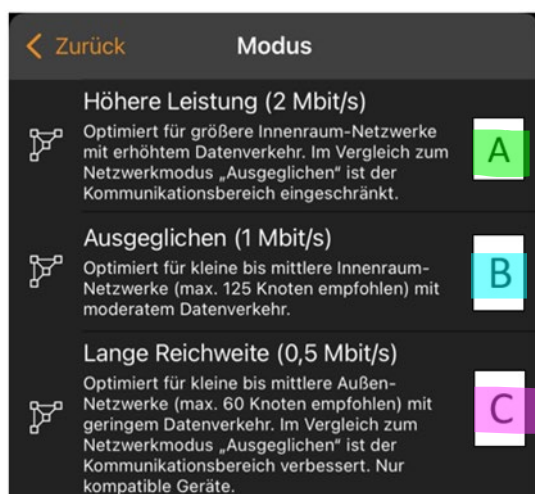 Zurück Modus
Höhere Leistung (2 Mbit/s)
Optimiert für größere Innenraum-Netzwerke
mit erhöhtem Datenverkehr. Im Vergleich zum
Netzwerkmodus „Ausgeglichen" ist der
Kommunikationsbereich eingeschränkt.
A
Ausgeglichen (1 Mbit/s)
Optimiert für kleine bis mittlere Innenraum-
Netzwerke (max. 125 Knoten empfohlen) mit
moderatem Datenverkehr.
B
Lange Reichweite (0,5 Mbit/s)
Optimiert für kleine bis mittlere Außen-
Netzwerke (max. 60 Knoten empfohlen) mit
geringem Datenverkehr. Im Vergleich zum
Netzwerkmodus „Ausgeglichen" ist der
Kommunikationsbereich verbessert. Nur
kompatible Geräte.
C